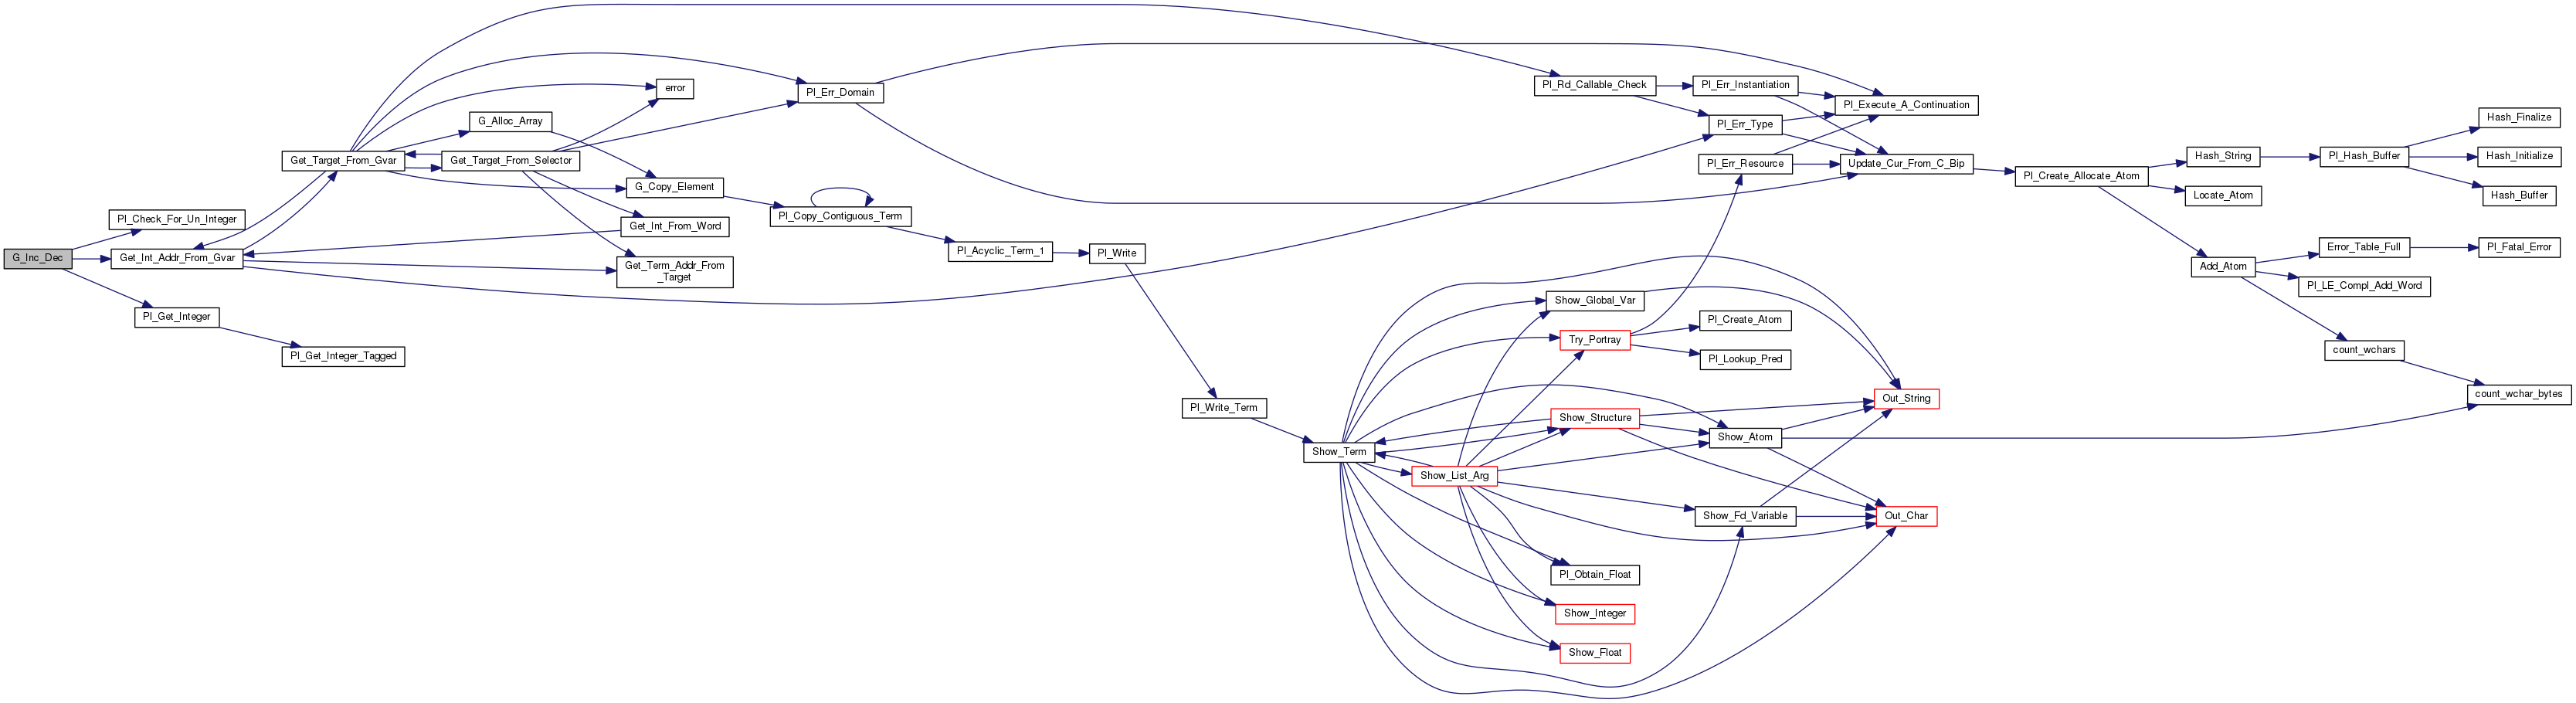 G_Inc_Dec
Pl_Check_For_Un_Integer
Get_Int_Addr_From_Gvar
Pl_Get_Integer
Get_Target_From_Gvar
Pl_Get_Integer_Tagged
G_Alloc_Array
Get_Target_From_Selector
error
G_Copy_Element
Get_Int_From_Word
Get_Term_Addr_From
_Target
Pl_Err_Domain
Pl_Copy_Contiguous_Term
Pl_Acyclic_Term_1
Pl_Write
Pl_Write_Term
Show_Term
Show_List_Arg
Pl_Rd_Callable_Check
Show_Global_Var
Try_Portray
Show_Structure
Pl_Obtain_Float
Show_Integer
Show_Float
Pl_Err_Instantiation
Pl_Err_Type
Pl_Err_Resource
Pl_Create_Atom
Pl_Lookup_Pred
Show_Atom
Show_Fd_Variable
Pl_Execute_A_Continuation
Update_Cur_From_C_Bip
Out_String
Out_Char
Pl_Create_Allocate_Atom
Hash_String
Locate_Atom
Add_Atom
Pl_Hash_Buffer
Error_Table_Full
Pl_LE_Compl_Add_Word
count_wchars
Hash_Finalize
Hash_Initialize
Hash_Buffer
Pl_Fatal_Error
count_wchar_bytes